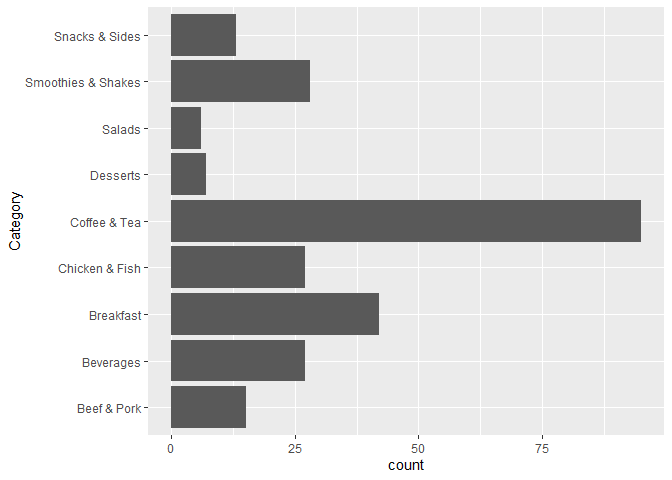 Snacks & Sides
Smoothies & Shakes
Salads
Desserts
Coffee & Tea
Chicken & Fish
Breakfast
Beverages
Beef & Pork
Category
0 25 50 75
count